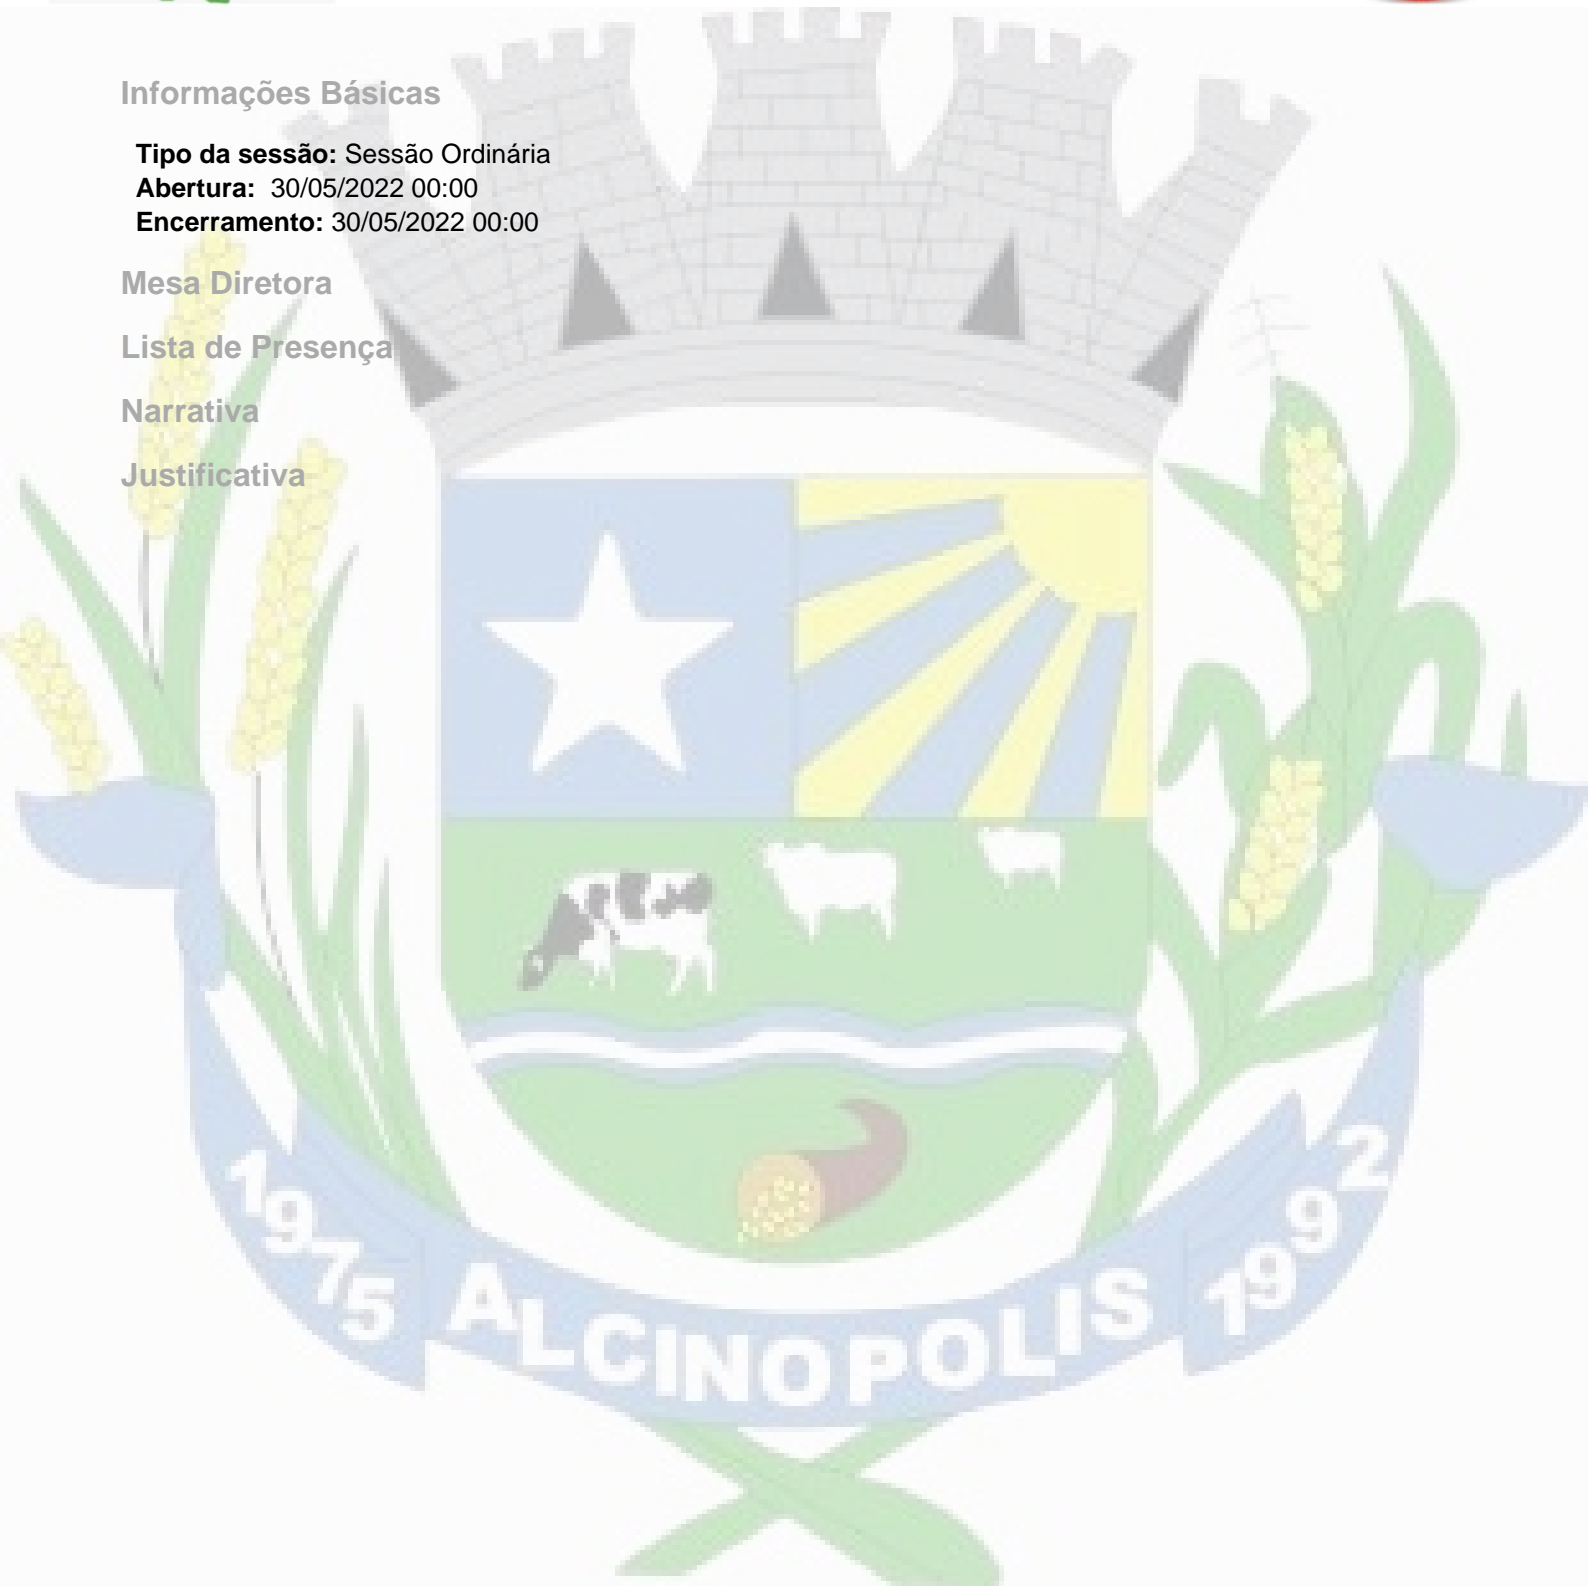 Informações Básicas
Tipo da sessão: Sessão Ordinária
Abertura: 30/05/2022 00:00
Encerramento: 30/05/2022 00:00
Mesa Diretora
Lista de Presença
Narrativa
Justificativa
1975 ALCINOPOLIS 1992